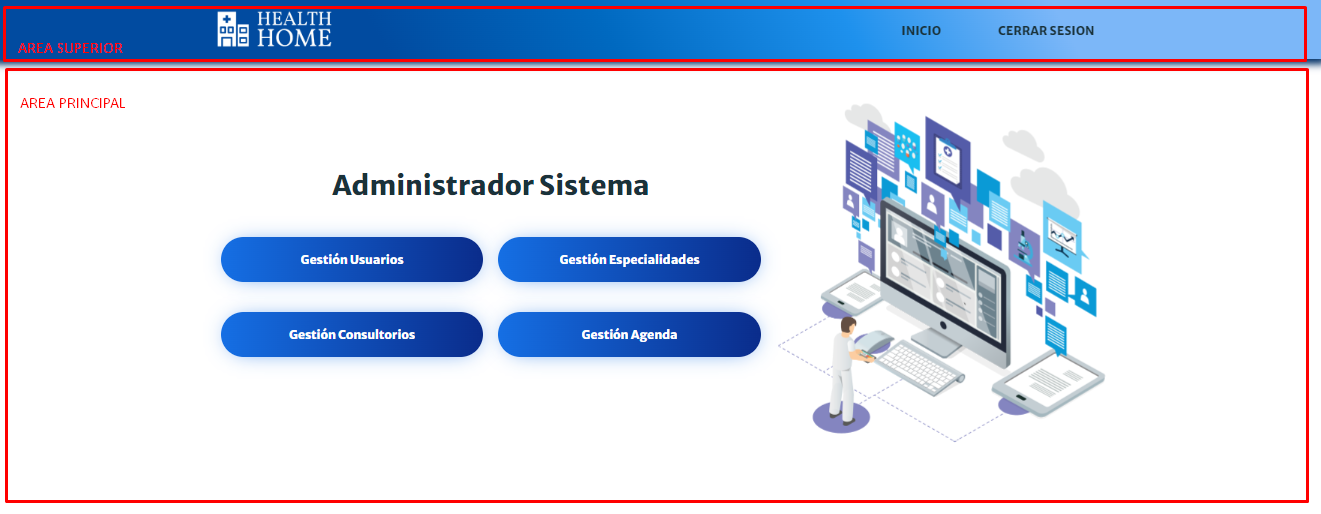 HEALTH
HOME
INICIO
CERRAR SESION
AREA SUPERIOR
AREA PRINCIPAL
Administrador Sistema
Gestión Usuarios
Gestión Especialidades
Gestión Consultorios
Gestión Agenda